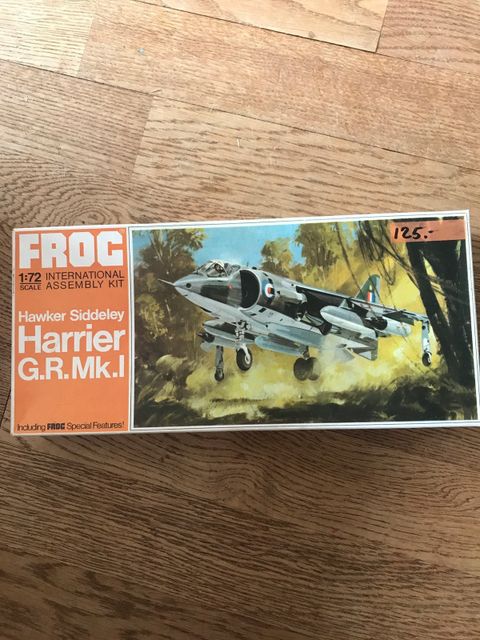 FROG
1:72 INTERNATIONAL
SCALE ASSEMBLY KIT
Hawker Siddeley
Harrier
G.R.Mk.I
Including FROG Special Features!
125.-